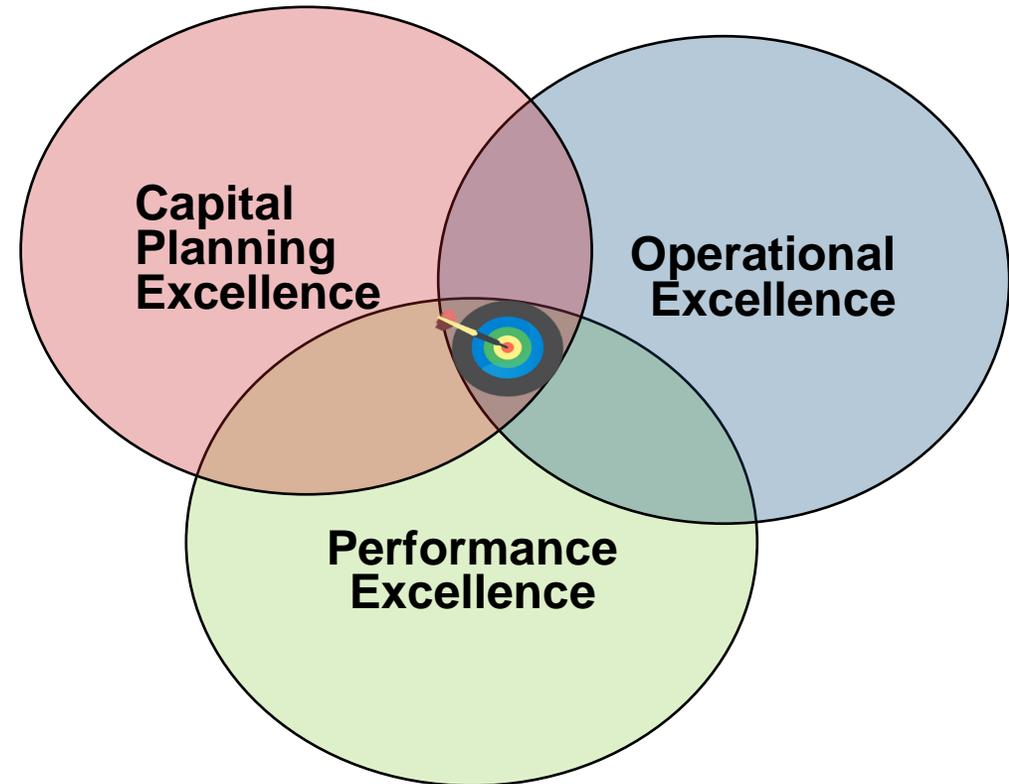 Capital
Planning
Excellence
Operational
Excellence
Performance
Excellence